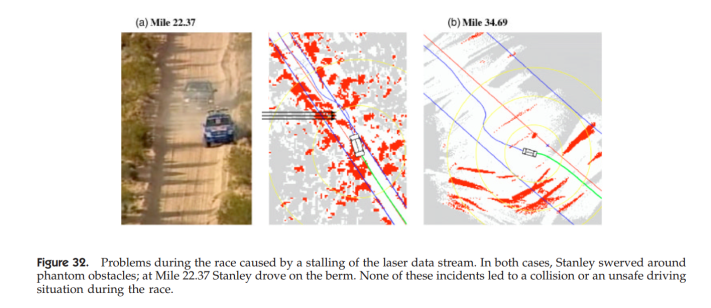 (a) Mile 22.37
(b) Mile 34.69
Figure 32. Problems during the race caused by a stalling of the laser data stream. In both cases, Stanley swerved around
phantom obstacles; at Mile 22.37 Stanley drove on the berm. None of these incidents led to a collision or an unsafe driving
situation during the race.